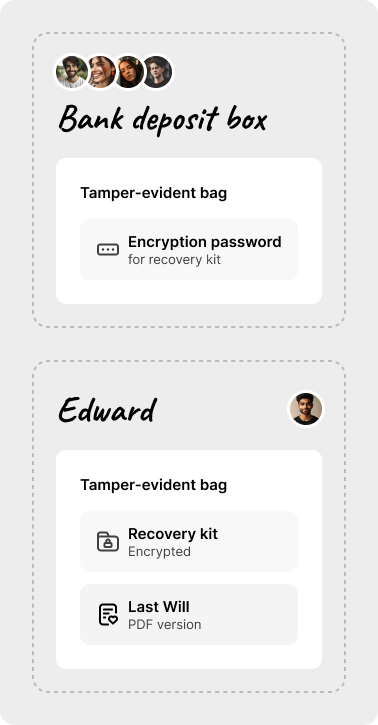 Bank deposit box
Tamper-evident bag
Encryption password
for recovery kit
Edward
Tamper-evident bag
Recovery kit
Encrypted
Last Will
PDF version